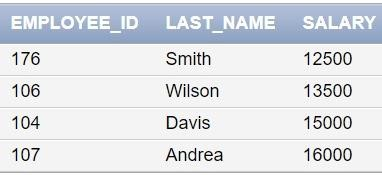 EMPLOYEE_ID LAST_NAME SALARY
176 Smith 12500
106 Wilson 13500
104 Davis 15000
107 Andrea 16000